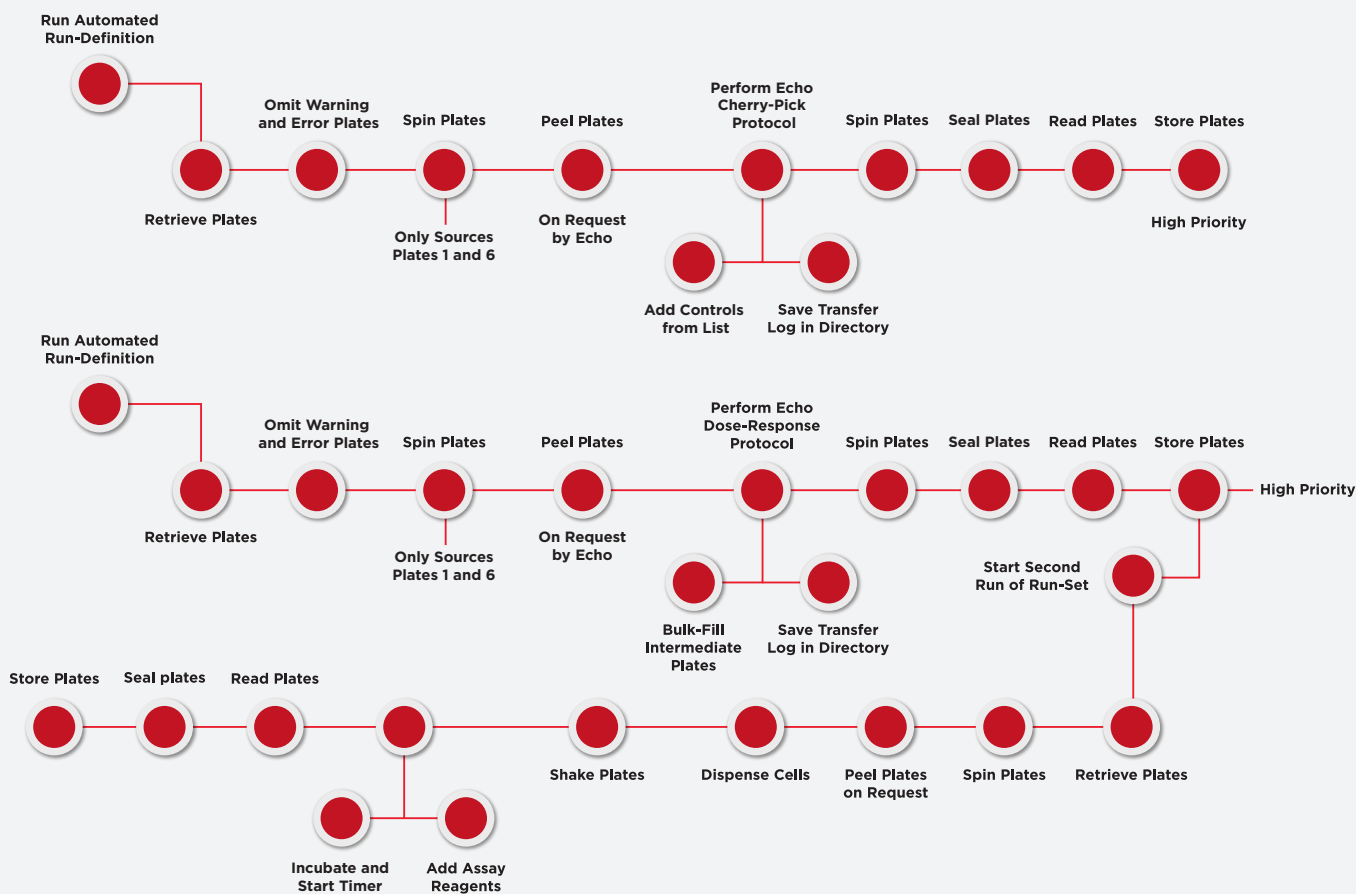 Run Automated
Run-Definition
Omit Warning
and Error Plates
Spin Plates
Peel Plates
Perform Echo
Cherry-Pick
Protocol
Spin Plates
Seal Plates
Read Plates
Store Plates
Retrieve Plates
Only Sources
Plates 1 and 6
On Request
by Echo
High Priority
Add Controls
from List
Save Transfer
Log in Directory
Run Automated
Run-Definition
Omit Warning
and Error Plates
Spin Plates
Peel Plates
Perform Echo
Dose-Response
Protocol
Spin Plates
Seal Plates
Read Plates
Store Plates
High Priority
Retrieve Plates
Only Sources
Plates 1 and 6
On Request
by Echo
Start Second
Run of Run-Set
Bulk-Fill
Intermediate
Plates
Save Transfer
Log in Directory
Store Plates
Seal plates
Read Plates
Shake Plates
Dispense Cells
Peel Plates
on Request
Spin Plates
Retrieve Plates
Incubate and
Start Timer
Add Assay
Reagents